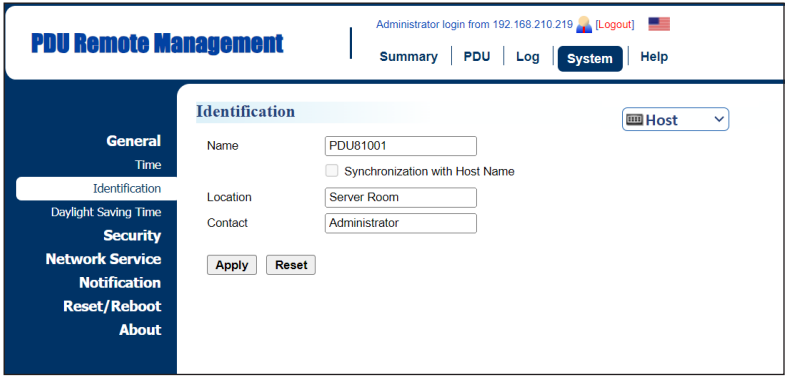 Administrator login from 192.168.210.219 [Logout]
PDU Remote Management
Summary PDU Log System Help
Identification
Host
General
Time
Identification
Daylight Saving Time
Security
Network Service
Notification
Reset/Reboot
About
Name PDU81001
Synchronization with Host Name
Location Server Room
Contact Administrator
Apply Reset